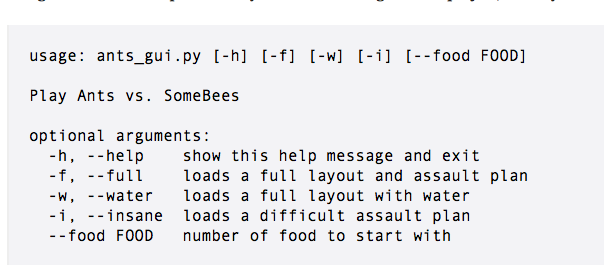 usage: ants_gui.py [-h] [-f] [-w] [-i] [--food FOOD]
Play Ants vs. SomeBees
optional arguments:
-h, --help show this help message and exit
-f, --full loads a full layout and assault plan
-w, --water loads a full layout with water
-i, --insane loads a difficult assault plan
--food FOOD number of food to start with